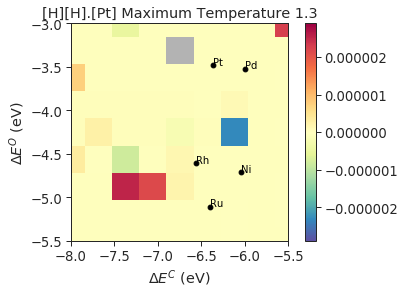 [H][H].[Pt] Maximum Temperature 1.3
−3.0
−3.5
−4.0
−4.5
−5.0
−5.5
ΔE^O (eV)
−8.0 −7.5 −7.0 −6.5 −6.0 −5.5
ΔE^C (eV)
Pt
Pd
Rh
Ni
Ru
0.000002
0.000001
0.000000
−0.000001
−0.000002